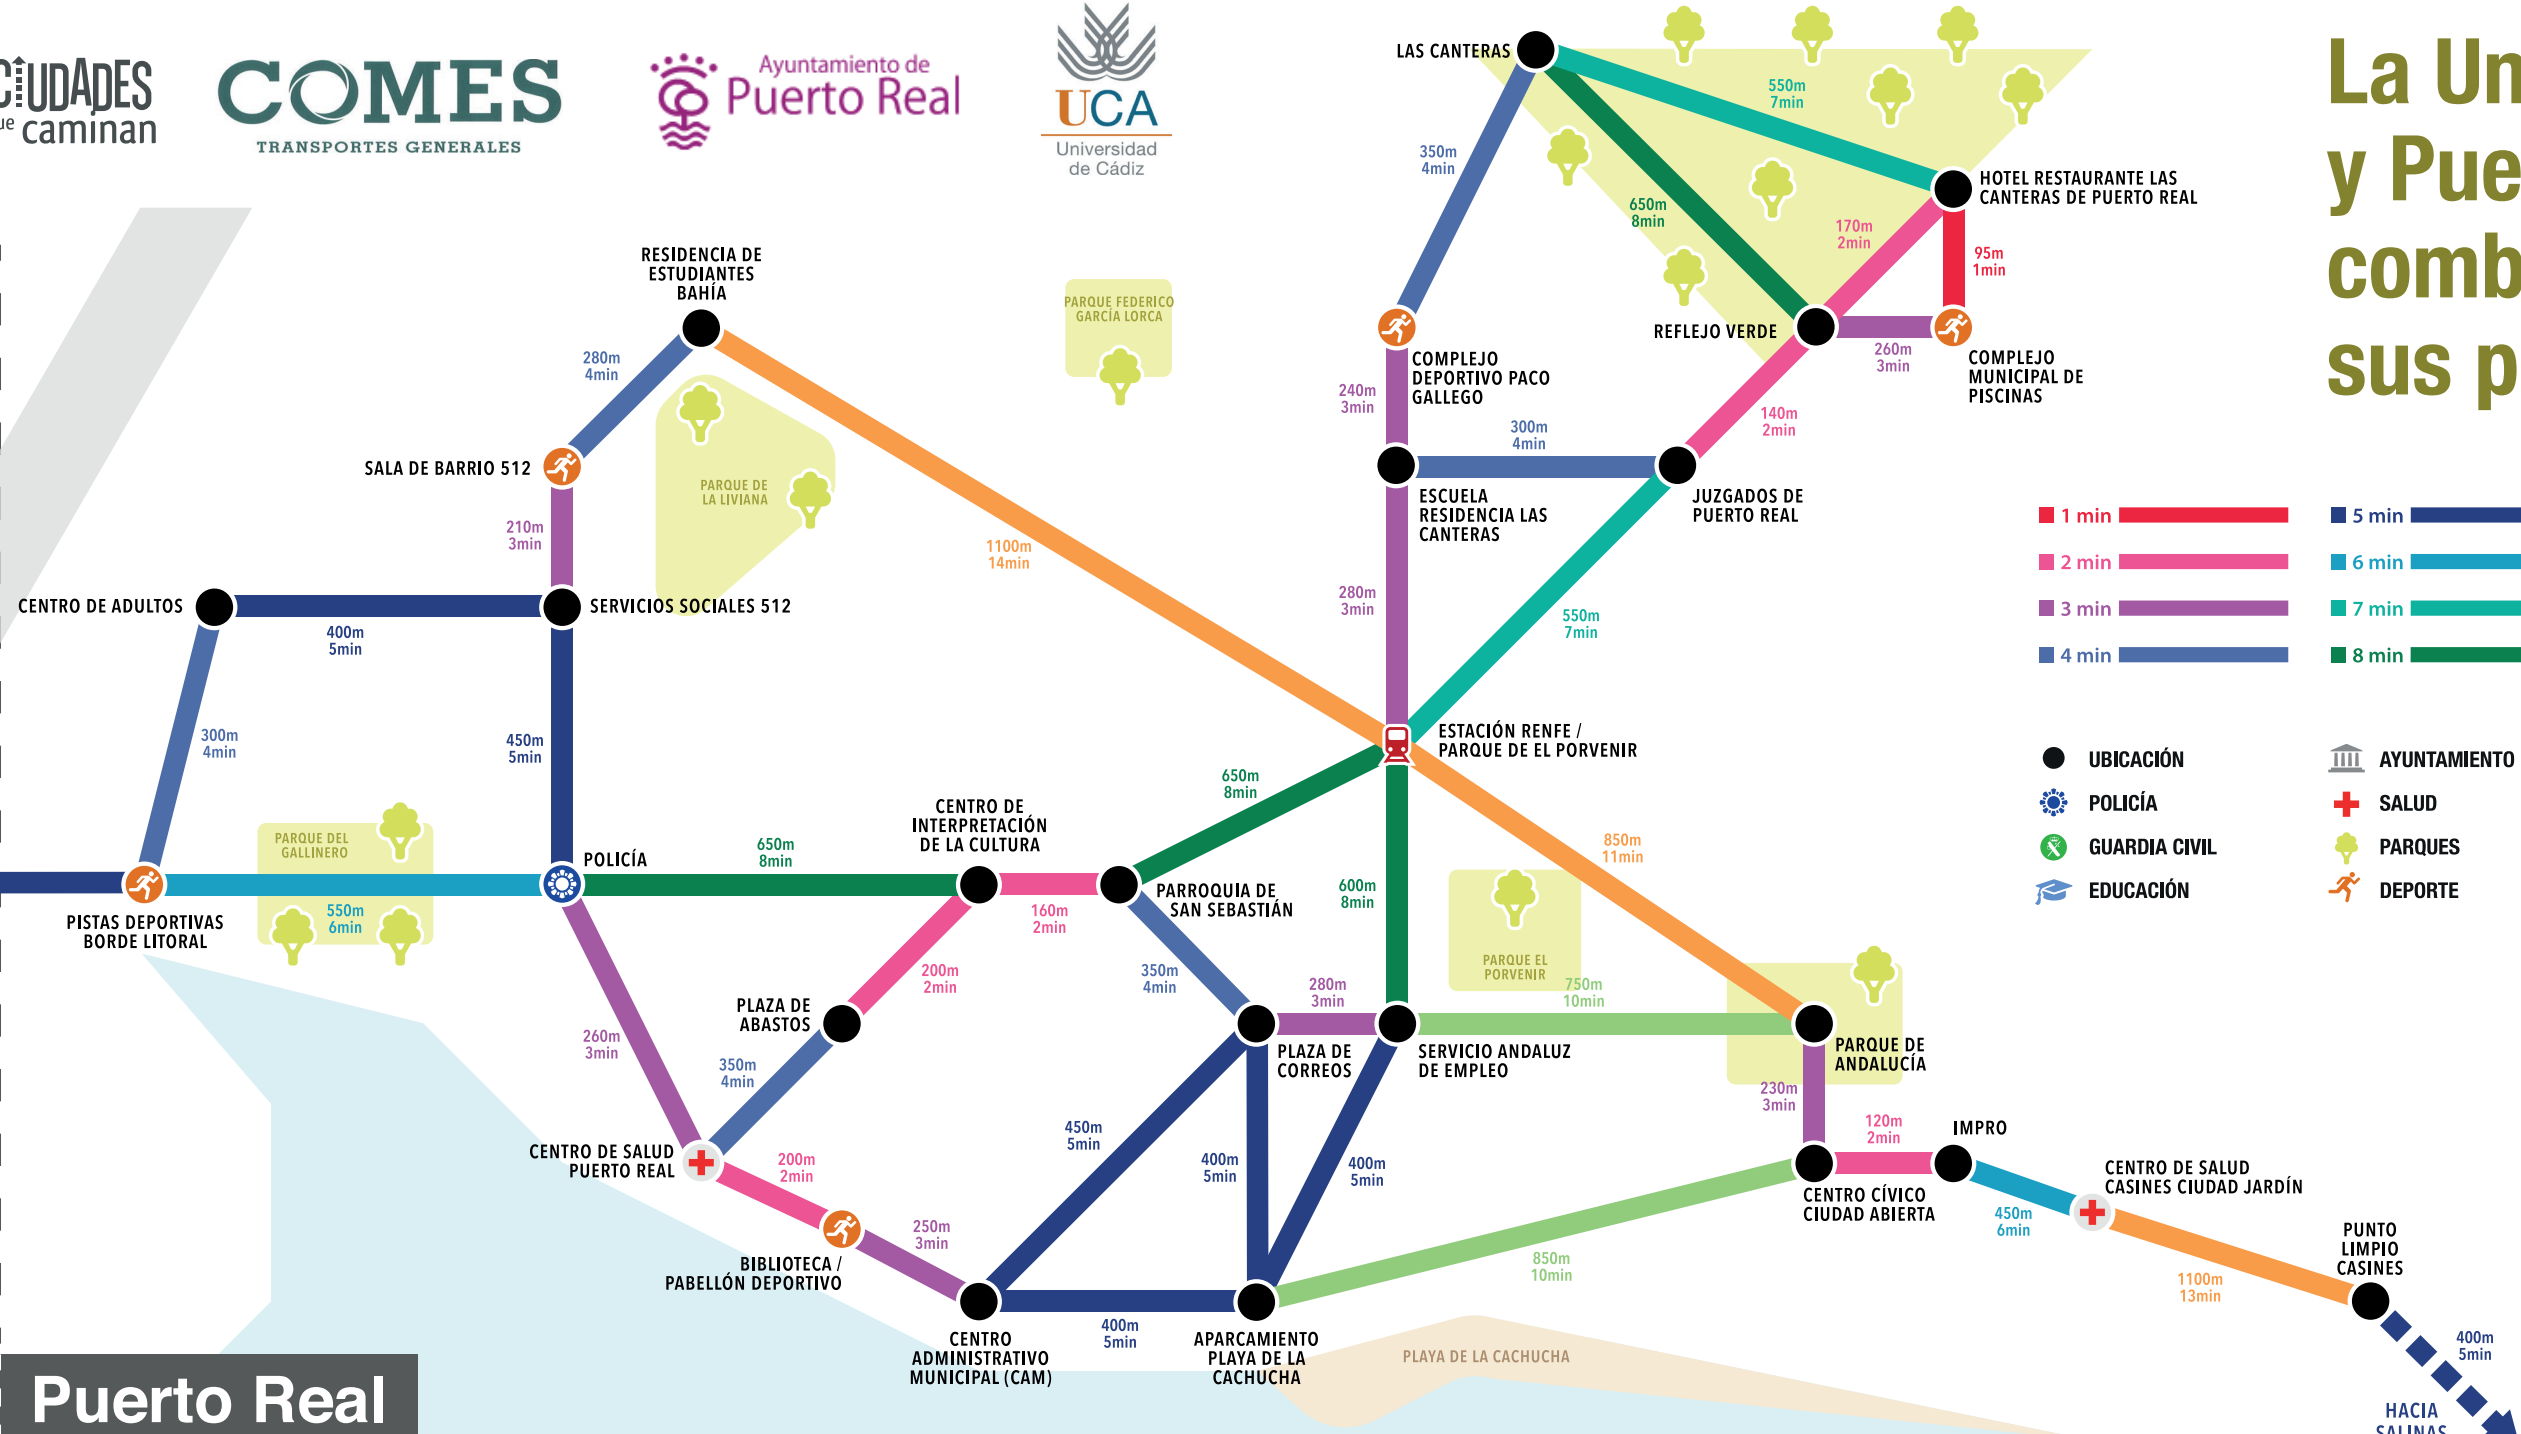 CIUDADES
ue caminan
COMES
TRANSPORTES GENERALES
Ayuntamiento de
Puerto Real
UCA
Universidad
de Cádiz
La Un
y Pue
comb
sus p
LAS CANTERAS
550m
7min
350m
4min
650m
8min
HOTEL RESTAURANTE LAS
CANTERAS DE PUERTO REAL
170m
2min
95m
1min
RESIDENCIA DE
ESTUDIANTES
BAHÍA
PARQUE FEDERICO
GARCÍA LORCA
REFLEJO VERDE
260m
3min
COMPLEJO
MUNICIPAL DE
PISCINAS
280m
4min
COMPLEJO
DEPORTIVO PACO
GALLEGO
240m
3min
140m
2min
300m
4min
SALA DE BARRIO 512
PARQUE DE
LA LIVIANA
ESCUELA
RESIDENCIA LAS
CANTERAS
JUZGADOS DE
PUERTO REAL
210m
3min
1100m
14min
1 min
2 min
3 min
4 min
5 min
6 min
7 min
8 min
CENTRO DE ADULTOS
SERVICIOS SOCIALES 512
280m
3min
550m
7min
400m
5min
300m
4min
450m
5min
ESTACIÓN RENFE /
PARQUE DE EL PORVENIR
650m
8min
UBICACIÓN
POLICÍA
GUARDIA CIVIL
EDUCACIÓN
AYUNTAMIENTO
SALUD
PARQUES
DEPORTE
CENTRO DE
INTERPRETACIÓN
DE LA CULTURA
PARQUE DEL
GALLINERO
POLICÍA
650m
8min
850m
11min
PISTAS DEPORTIVAS
BORDE LITORAL
550m
6min
160m
2min
PARROQUIA DE
SAN SEBASTIÁN
600m
8min
PARQUE EL
PORVENIR
200m
2min
350m
4min
280m
3min
750m
10min
PLAZA DE
ABASTOS
260m
3min
350m
4min
PLAZA DE
CORREOS
SERVICIO ANDALUZ
DE EMPLEO
PARQUE DE
ANDALUCÍA
230m
3min
120m
2min
IMPRO
CENTRO DE SALUD
PUERTO REAL
200m
2min
450m
5min
400m
5min
400m
5min
CENTRO DE SALUD
CASINES CIUDAD JARDÍN
CENTRO CÍVICO
CIUDAD ABIERTA
450m
6min
250m
3min
BIBLIOTECA /
PABELLÓN DEPORTIVO
850m
10min
PUNTO
LIMPIO
CASINES
1100m
13min
400m
5min
CENTRO
ADMINISTRATIVO
MUNICIPAL (CAM)
APARCAMIENTO
PLAYA DE LA
CACHUCHA
PLAYA DE LA CACHUCHA
400m
5min
HACIA
SALINAS
Puerto Real